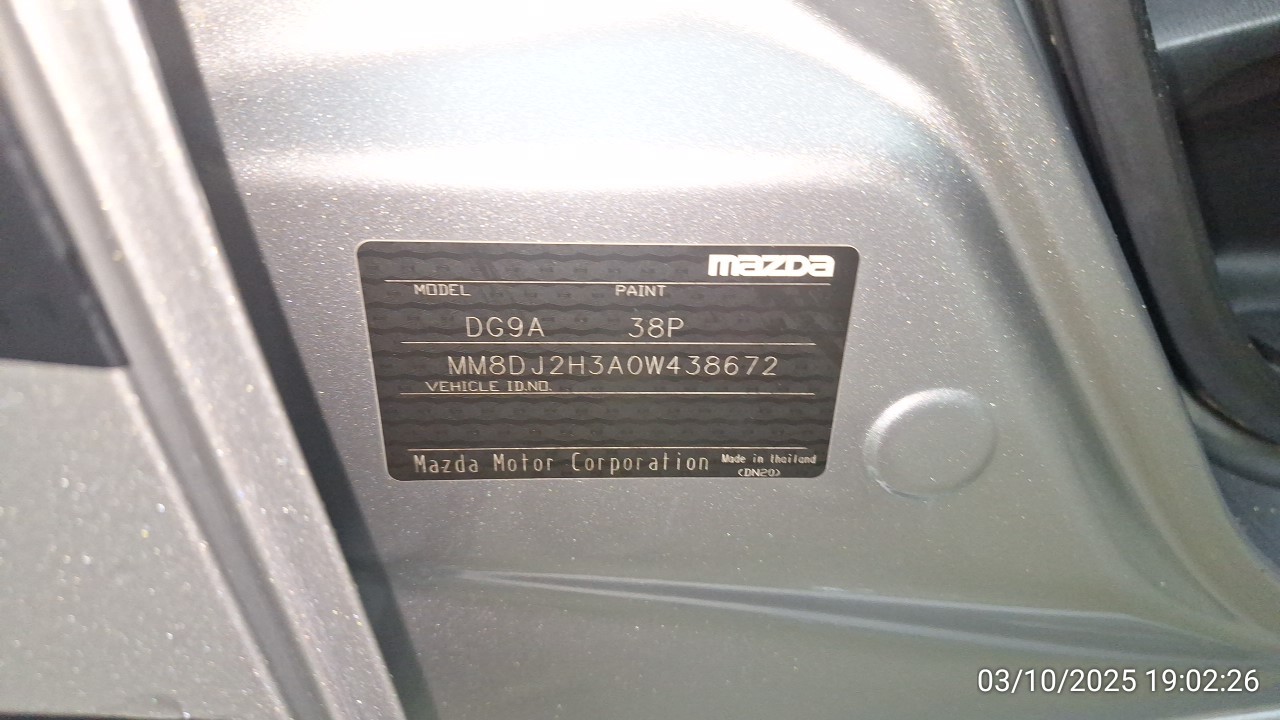 mazda
MODEL PAINT
DG9A 38P
MM8DJ2H3A0W438672
VEHICLE ID.NO.
Mazda Motor Corporation Made in Thailand
(DN20)
03/10/2025 19:02:26